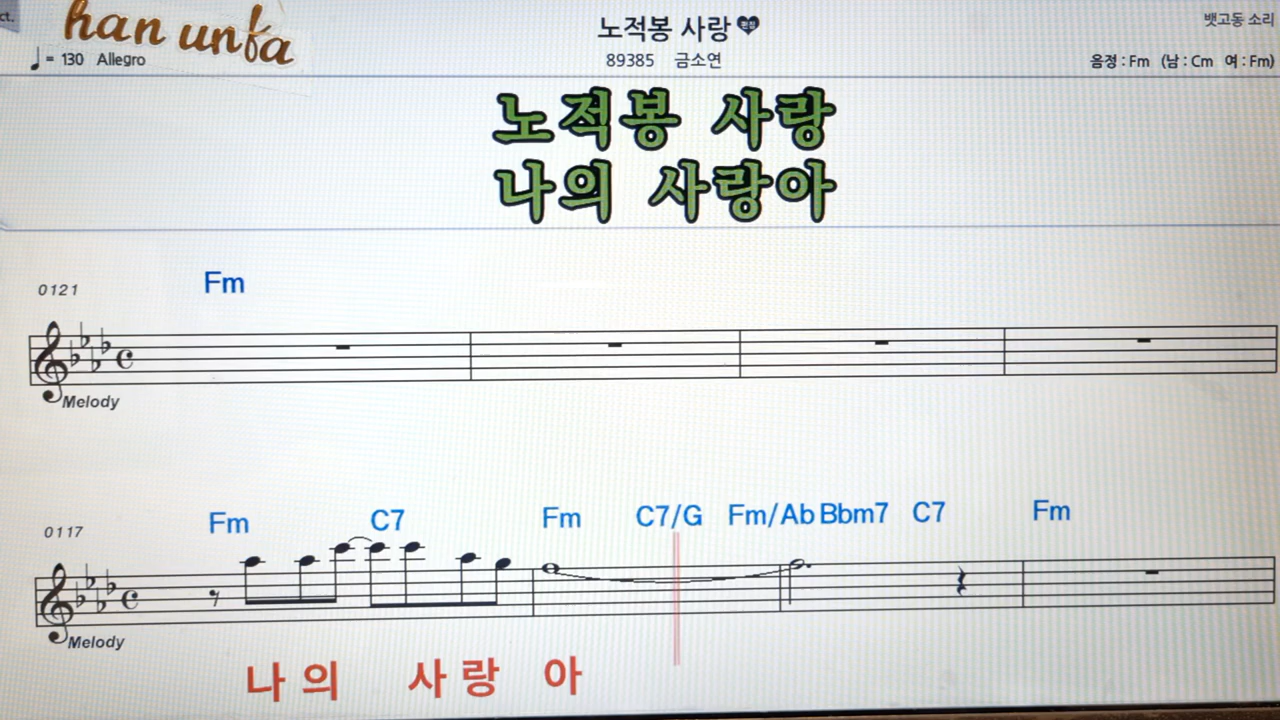 ct.
han unfa
노적봉 사랑
뱃고동 소리
♩ = 130 Allegro
89385 금소연
음정 : Fm (남 : Cm 여 : Fm)
노적봉 사랑
나의 사랑아
0121
Fm
Melody
0117
Fm C7 Fm C7/G Fm/Ab Bbm7 C7 Fm
Melody
나의 사랑 아